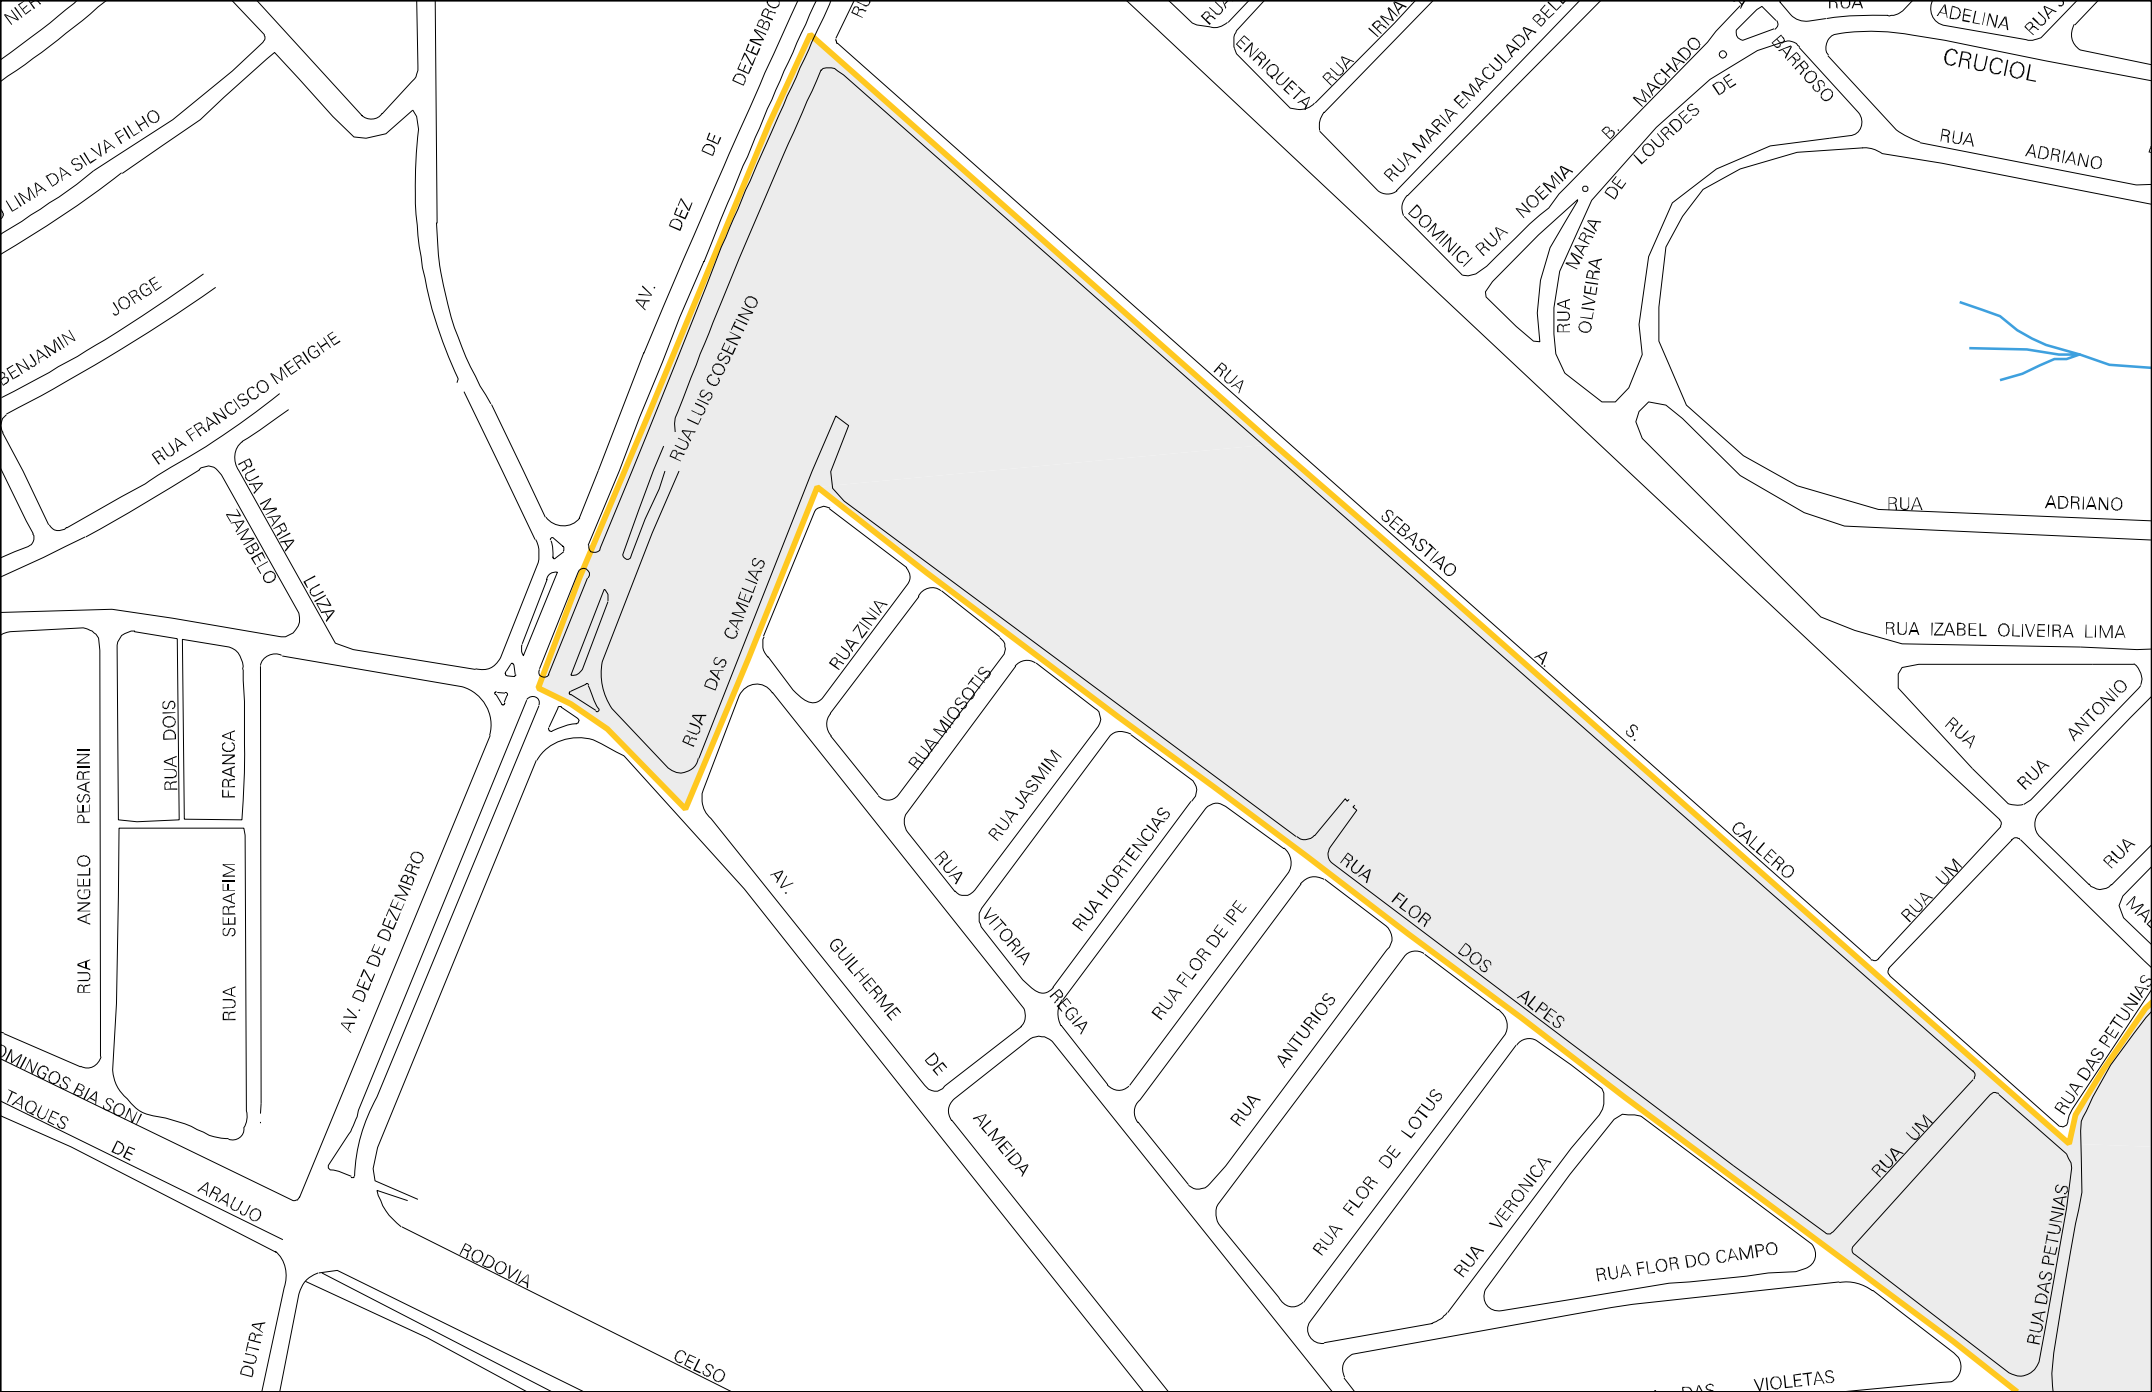 DEZEMBRO
DE
DEZ
AV.
RUA
ENRIQUETA
RUA IRMA
RUA MARIA EMACULADA BEL
DOMINICI
RUA NOEMIA B. MACHADO
RUA MARIA DE LOURDES DE
OLIVEIRA
BARROSO
RUA
ADELINA
RUA J
CRUCIOL
RUA ADRIANO
LIMA DA SILVA FILHO
BENJAMIN JORGE
RUA FRANCISCO MERIGHE
RUA MARIA LUIZA
ZAMBELO
RUA LUIS COSENTINO
RUA SEBASTIAO A. S. CALLERO
RUA ADRIANO
RUA IZABEL OLIVEIRA LIMA
RUA
RUA ANTONIO
RUA
RUA UM
RUA DAS PETUNIAS
RUA DAS CAMELIAS
RUA ZINIA
RUA MIOSOTIS
RUA JASMIM
RUA HORTENCIAS
RUA FLOR DE IPE
RUA ANTURIOS
RUA FLOR DE LOTUS
RUA VERONICA
RUA FLOR DO CAMPO
RUA FLOR DOS ALPES
RUA UM
RUA DAS PETUNIAS
RUA VITORIA REGIA
AV. GUILHERME DE ALMEIDA
RUA ANGELO PESARINI
RUA DOIS
RUA SERAFIM FRANCA
AV. DEZ DE DEZEMBRO
OMINGOS BIA SONI
TAQUES DE ARAUJO
DUTRA
RODOVIA CELSO
DAS VIOLETAS